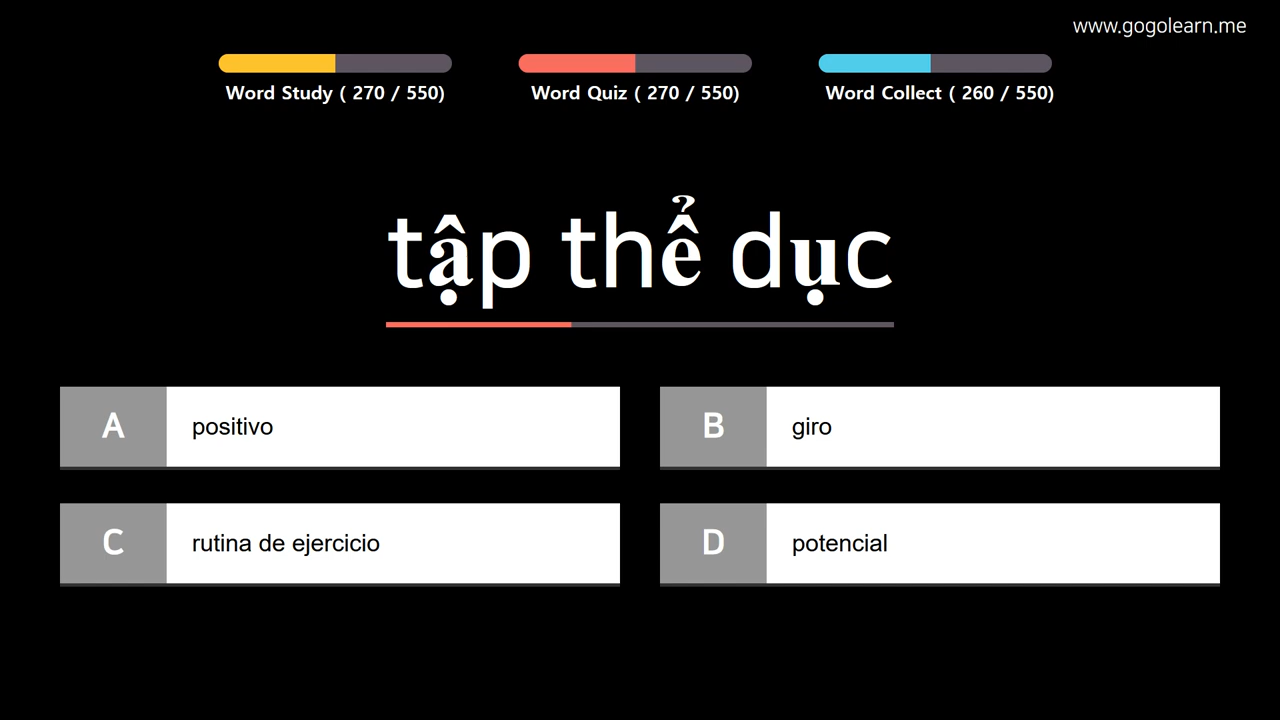 www.gogolearn.me
Word Study ( 270 / 550)
Word Quiz ( 270 / 550)
Word Collect ( 260 / 550)
tập thể dục
A positivo
B giro
C rutina de ejercicio
D potencial